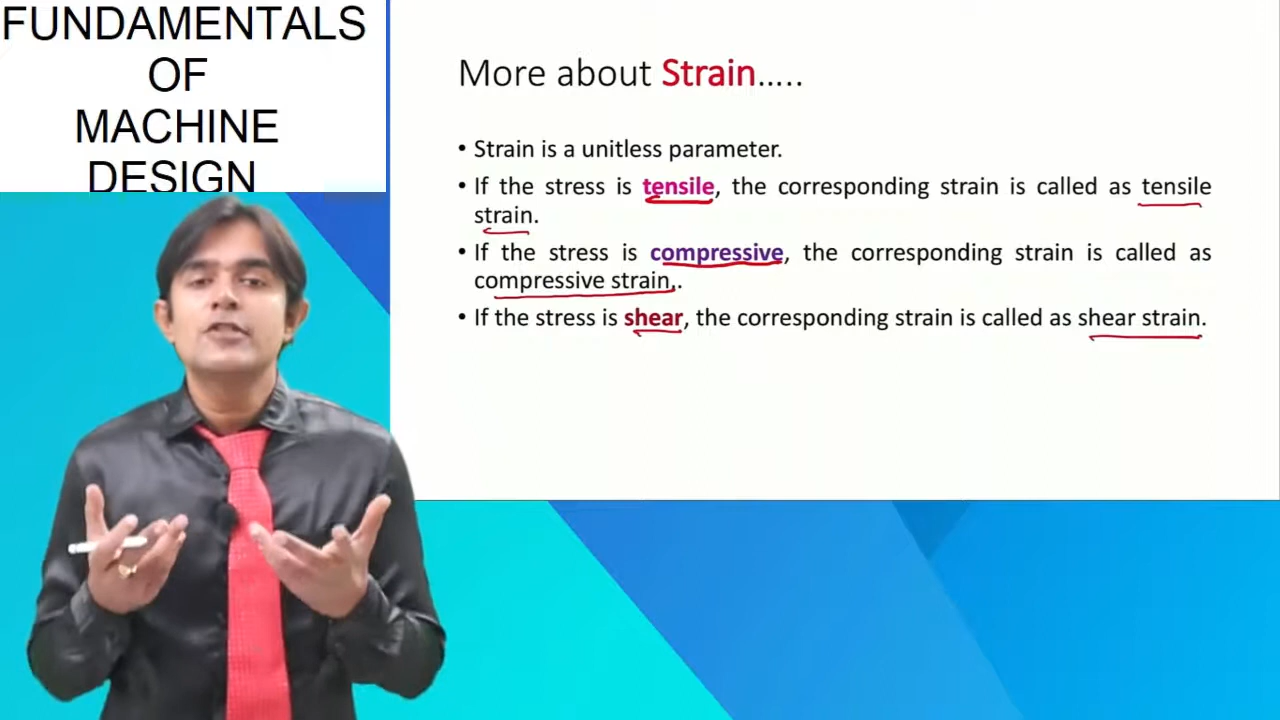 FUNDAMENTALS
OF
MACHINE
DESIGN
More about Strain.....
• Strain is a unitless parameter.
• If the stress is tensile, the corresponding strain is called as tensile
strain.
• If the stress is compressive, the corresponding strain is called as
compressive strain,.
• If the stress is shear, the corresponding strain is called as shear strain.